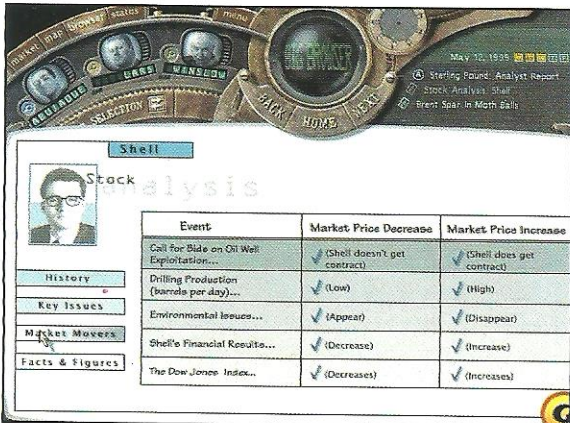 market map browser status
menu
WINSLOW
SELECTION
BACK HOME NEXT
May 12, 1995
Sterling Pound: Analyst Report
Stock Analysis: Shell
Brent Spar in Moth Balls
Shell
Stock
analysis
Event Market Price Decrease Market Price Increase
Call for Bids on Oil Well Exploitation... (Shell doesn't get contract) (Shell does get contract)
Drilling Production (barrels per day)... (Low) (High)
Environmental Issues... (Appear) (Disappear)
Shell's Financial Results... (Decrease) (Increase)
The Dow Jones Index... (Decreases) (Increases)
History
Key Issues
Market Movers
Facts & Figures